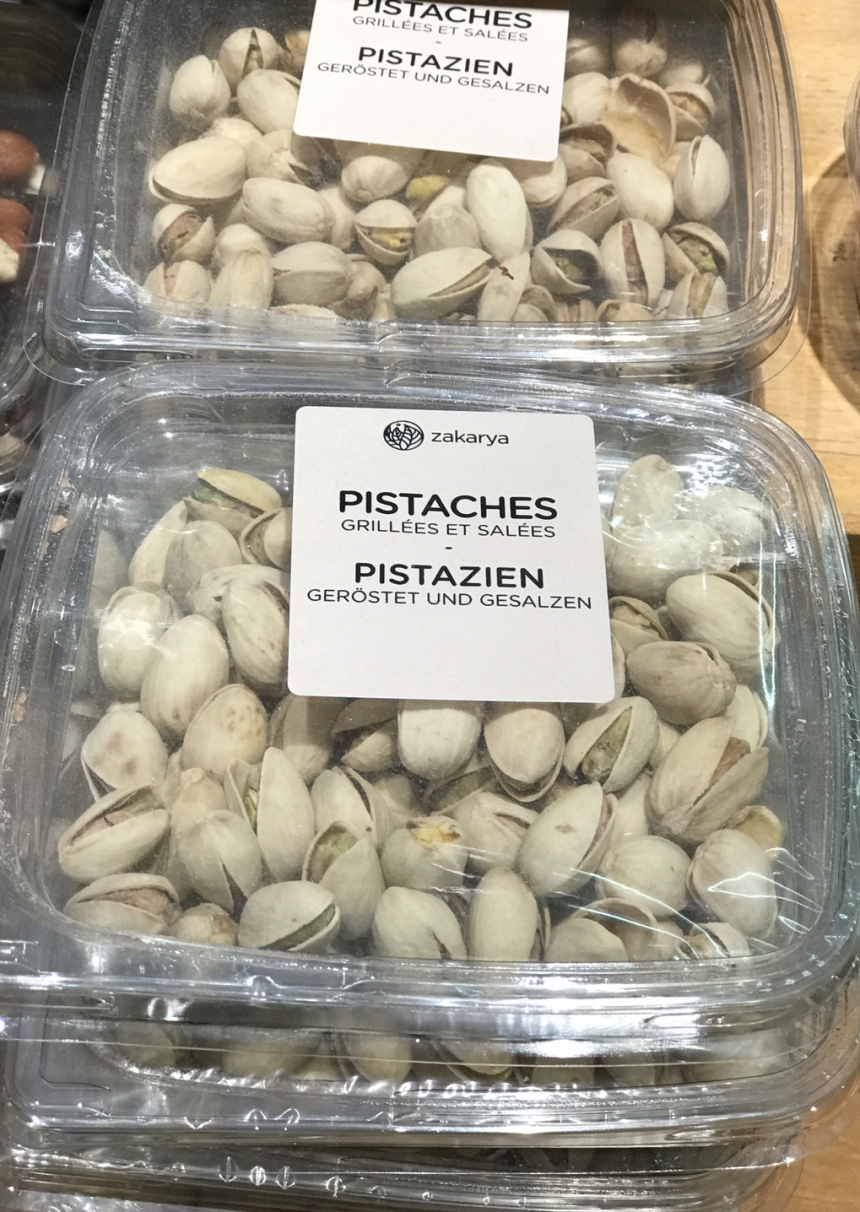 PISTACHES
GRILLÉES ET SALÉES
-
PISTAZIEN
GERÖSTET UND GESALZEN
zakarya
PISTACHES
GRILLÉES ET SALÉES
-
PISTAZIEN
GERÖSTET UND GESALZEN